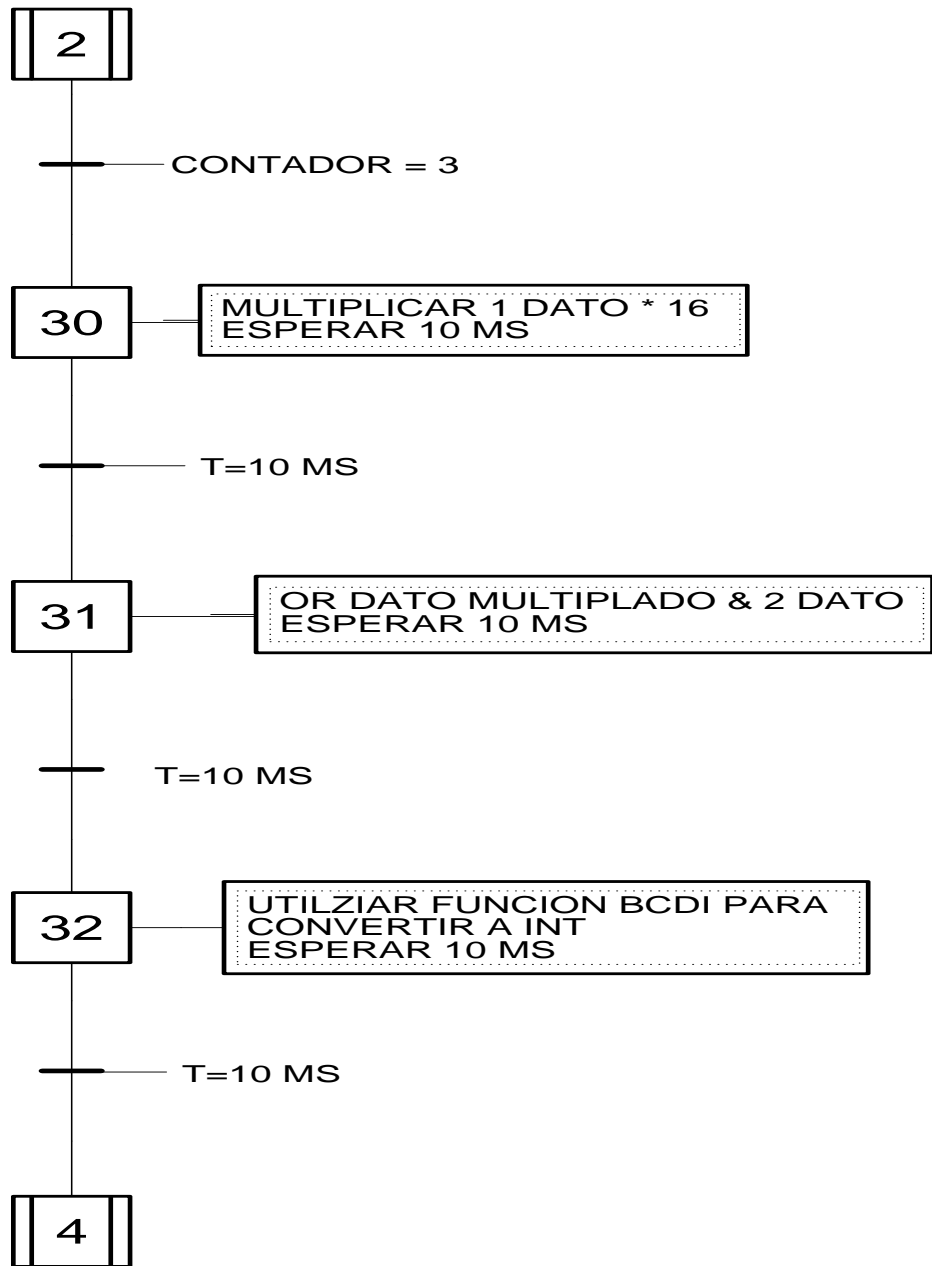 2
CONTADOR = 3
30
MULTIPLICAR 1 DATO * 16
ESPERAR 10 MS
T=10 MS
31
OR DATO MULTIPLADO & 2 DATO
ESPERAR 10 MS
T=10 MS
32
UTILZIAR FUNCION BCDI PARA
CONVERTIR A INT
ESPERAR 10 MS
T=10 MS
4